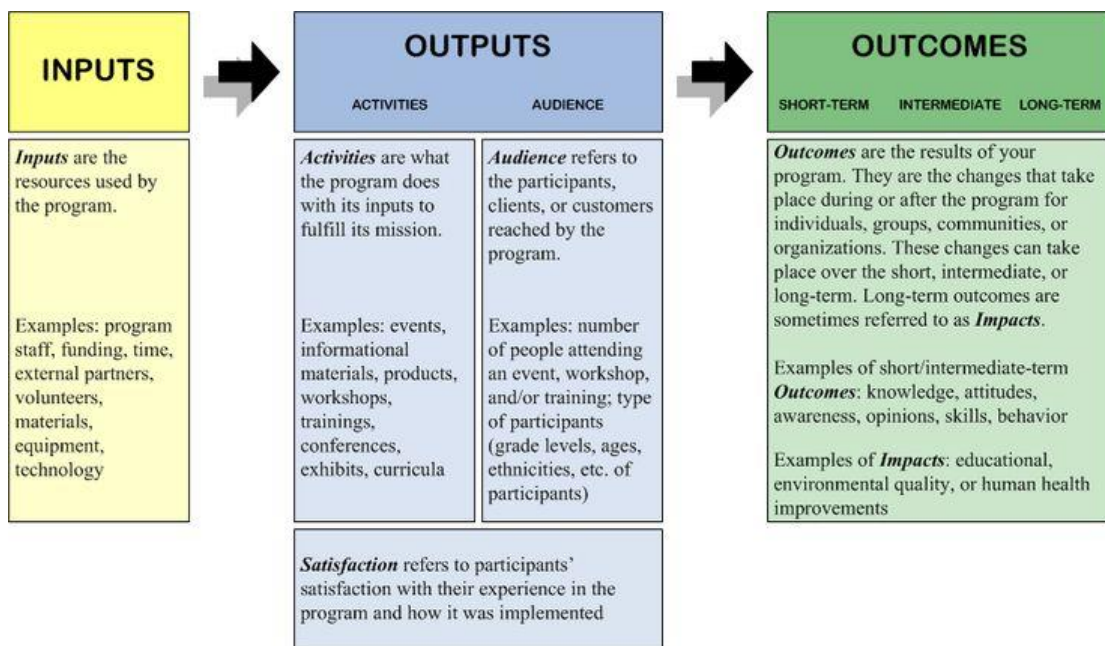 INPUTS
OUTPUTS
ACTIVITIES
AUDIENCE
OUTCOMES
SHORT-TERM
INTERMEDIATE
LONG-TERM
Inputs are the
resources used by
the program.
Examples: program
staff, funding, time,
external partners,
volunteers,
materials,
equipment,
technology
Activities are what
the program does
with its inputs to
fulfill its mission.
Examples: events,
informational
materials, products,
workshops,
trainings,
conferences,
exhibits, curricula
Audience refers to
the participants,
clients, or customers
reached by the
program.
Examples: number
of people attending
an event, workshop,
and/or training; type
of participants
(grade levels, ages,
ethnicities, etc. of
participants)
Satisfaction refers to participants’
satisfaction with their experience in the
program and how it was implemented
Outcomes are the results of your
program. They are the changes that take
place during or after the program for
individuals, groups, communities, or
organizations. These changes can take
place over the short, intermediate, or
long-term. Long-term outcomes are
sometimes referred to as Impacts.
Examples of short/intermediate-term
Outcomes: knowledge, attitudes,
awareness, opinions, skills, behavior
Examples of Impacts: educational,
environmental quality, or human health
improvements